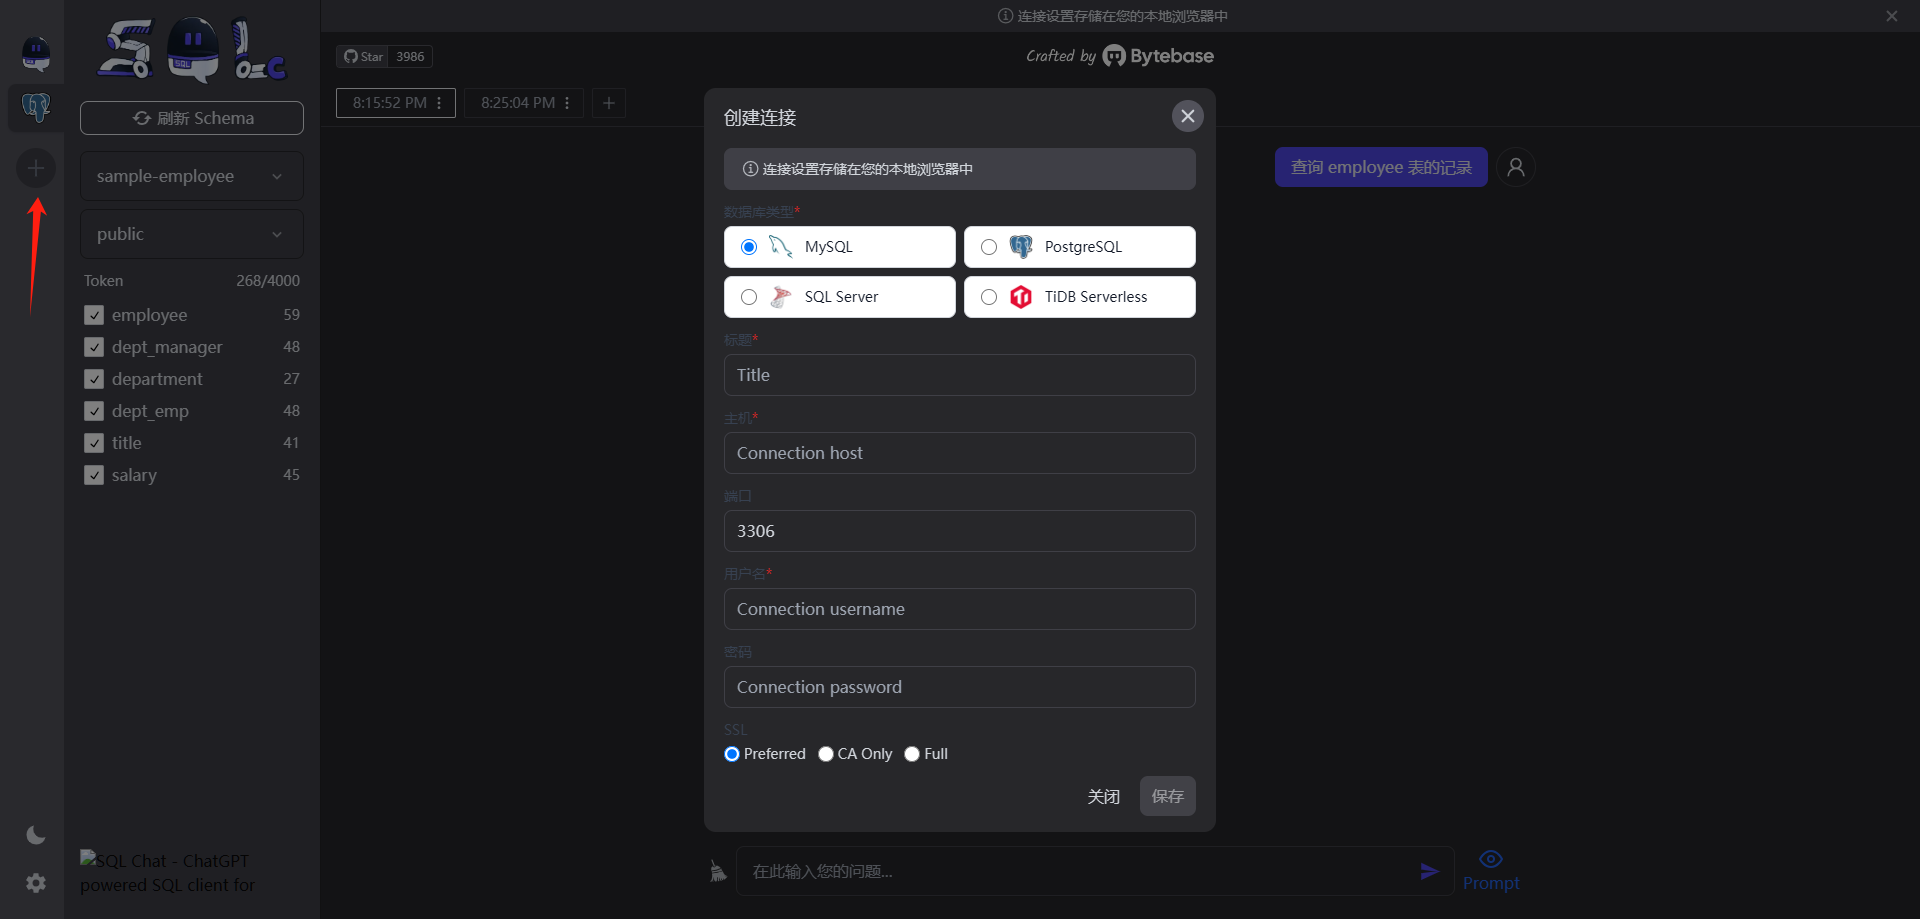 连接设置存储在您的本地浏览器中
SQL
刷新 Schema
sample-employee
public
Token 268/4000
employee 59
dept_manager 48
department 27
dept_emp 48
title 41
salary 45
SQL Chat - ChatGPT
powered SQL client for
Star 3986
Crafted by Bytebase
8:15:52 PM
8:25:04 PM
查询 employee 表的记录
创建连接
连接设置存储在您的本地浏览器中
数据库类型*
MySQL
PostgreSQL
SQL Server
TiDB Serverless
标题*
Title
主机*
Connection host
端口
3306
用户名*
Connection username
密码
Connection password
SSL
Preferred CA Only Full
关闭 保存
在此输入您的问题...
Prompt